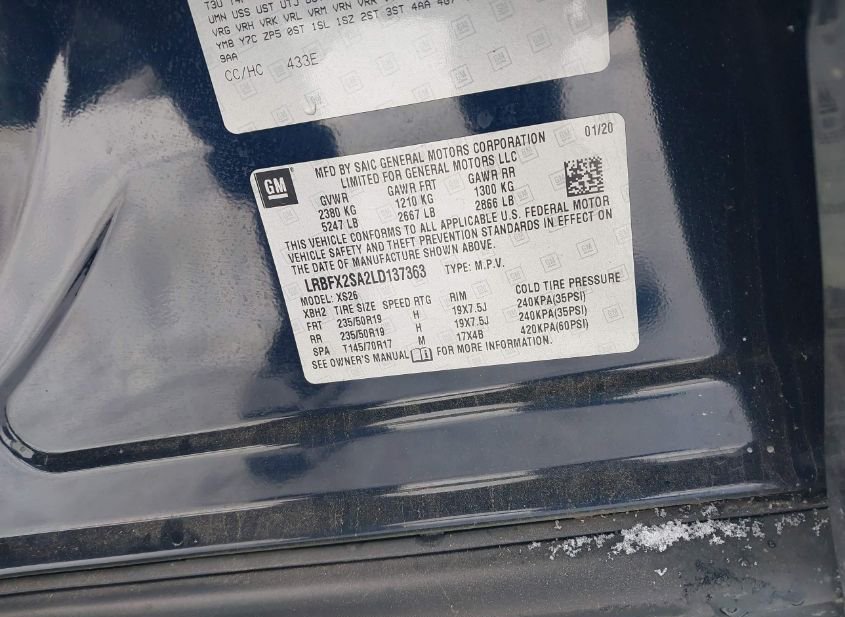 UMN USS UST UTJ
VRG VRH VRK VRL VRM VRN VRR
YMB Y7C ZP5 0ST 1SL 1SZ 2ST 3ST 4AA
9AA
CC/HC 433E
GM
MFD BY SAIC GENERAL MOTORS CORPORATION 01/20
LIMITED FOR GENERAL MOTORS LLC
GVWR GAWR FRT GAWR RR
2380 KG 1210 KG 1300 KG
5247 LB 2667 LB 2866 LB
THIS VEHICLE CONFORMS TO ALL APPLICABLE U.S. FEDERAL MOTOR
VEHICLE SAFETY AND THEFT PREVENTION STANDARDS IN EFFECT ON
THE DATE OF MANUFACTURE SHOWN ABOVE.
LRBFX2SA2LD137363 TYPE: M.P.V.
MODEL: XS26
XBH2 TIRE SIZE SPEED RTG RIM COLD TIRE PRESSURE
FRT 235/50R19 H 19X7.5J 240KPA(35PSI)
RR 235/50R19 H 19X7.5J 240KPA(35PSI)
SPA T145/70R17 M 17X4B 420KPA(60PSI)
SEE OWNER'S MANUAL FOR MORE INFORMATION.